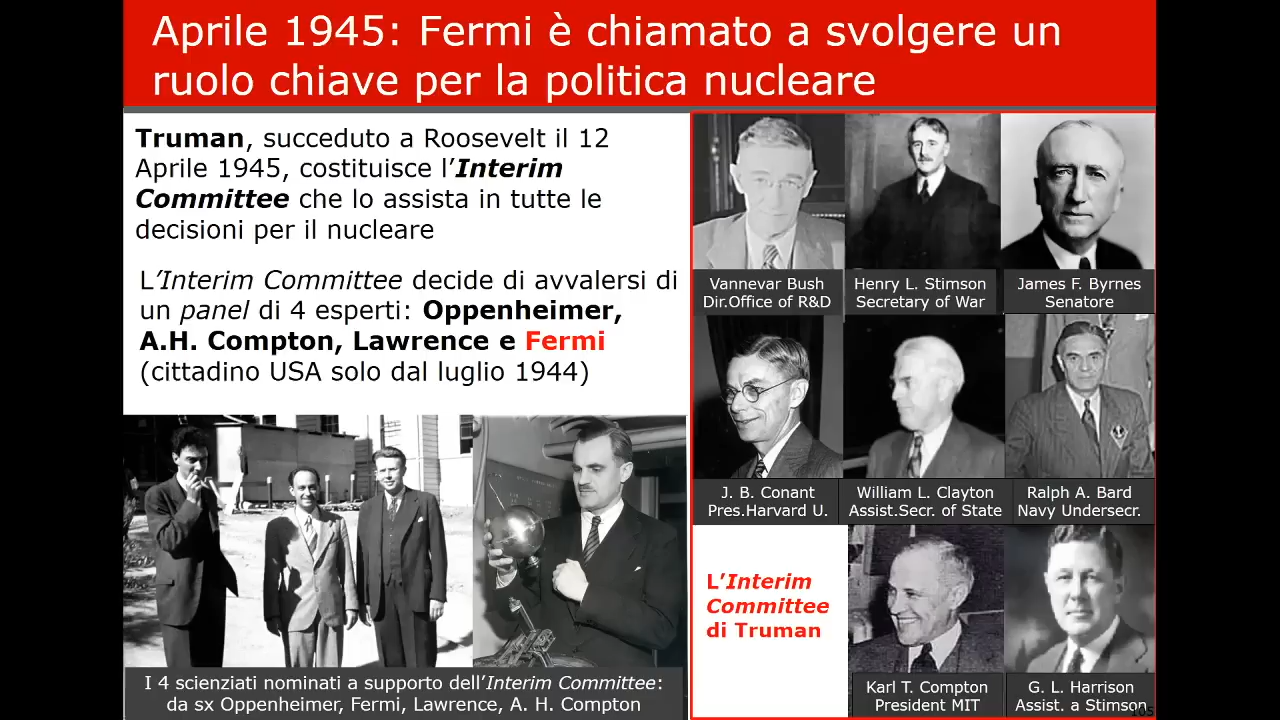 Aprile 1945: Fermi è chiamato a svolgere un
ruolo chiave per la politica nucleare
Truman, succeduto a Roosevelt il 12
Aprile 1945, costituisce l’Interim
Committee che lo assista in tutte le
decisioni per il nucleare
L’Interim Committee decide di avvalersi di
un panel di 4 esperti: Oppenheimer,
A.H. Compton, Lawrence e Fermi
(cittadino USA solo dal luglio 1944)
I 4 scienziati nominati a supporto dell’Interim Committee:
da sx Oppenheimer, Fermi, Lawrence, A. H. Compton
Vannevar Bush
Dir.Office of R&D
Henry L. Stimson
Secretary of War
James F. Byrnes
Senatore
J. B. Conant
Pres.Harvard U.
William L. Clayton
Assist.Secr. of State
Ralph A. Bard
Navy Undersecr.
L’Interim
Committee
di Truman
Karl T. Compton
President MIT
G. L. Harrison
Assist. a Stimson
105